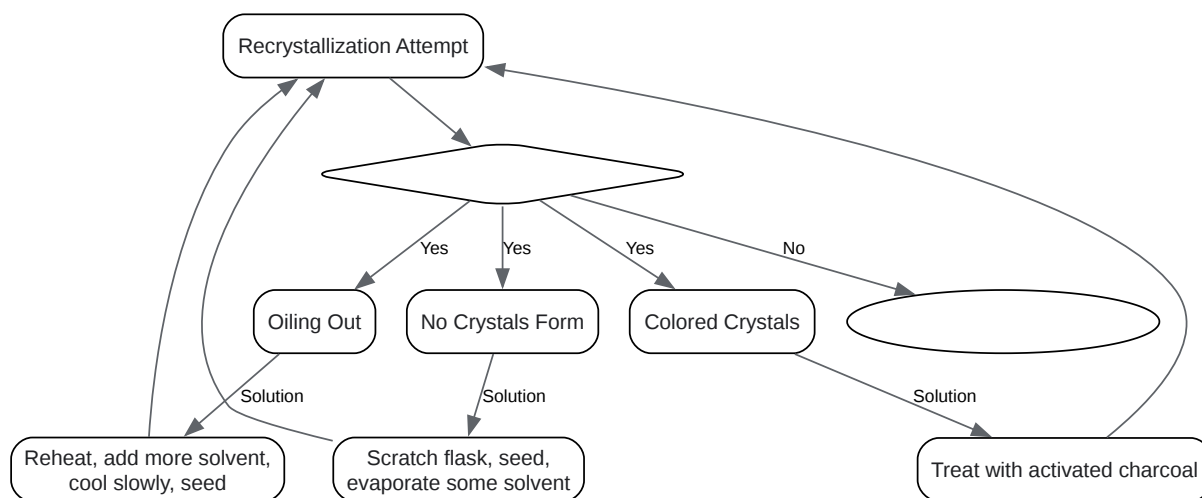 Recrystallization Attempt
Yes
Yes
Yes
No
Oiling Out
No Crystals Form
Colored Crystals
Solution
Solution
Solution
Reheat, add more solvent,
cool slowly, seed
Scratch flask, seed,
evaporate some solvent
Treat with activated charcoal